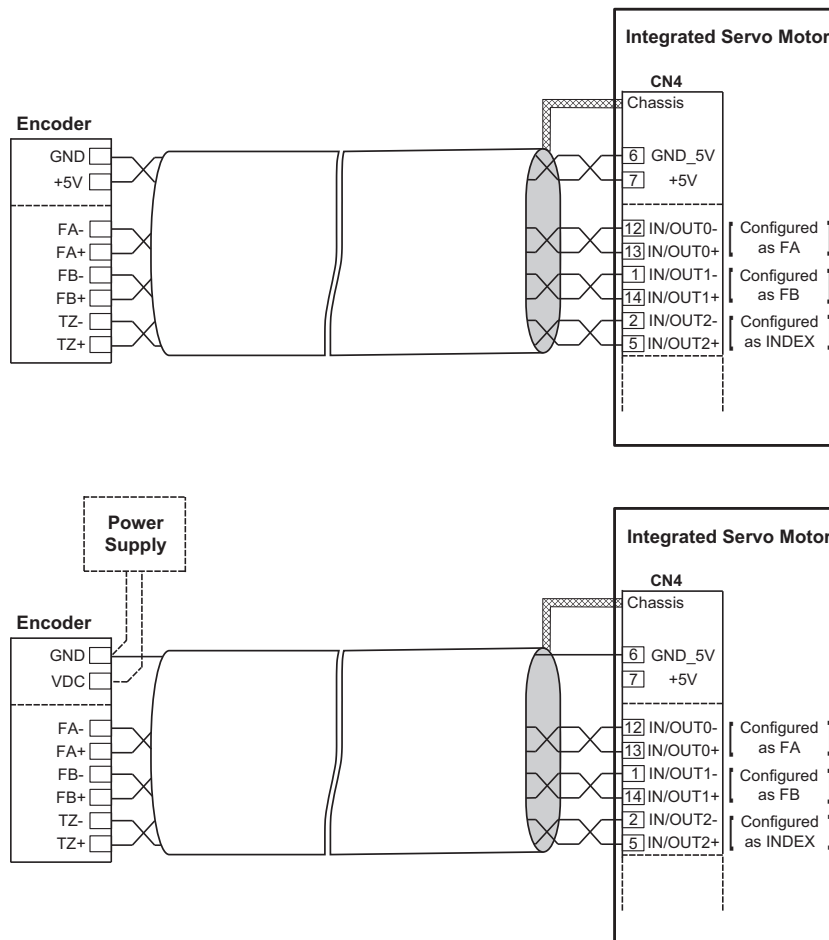 Integrated Servo Motor
CN4
Chassis
Encoder
GND
+5V
6 GND_5V
7 +5V
FA-
FA+
FB-
FB+
TZ-
TZ+
12 IN/OUT0-
13 IN/OUT0+
1 IN/OUT1-
14 IN/OUT1+
2 IN/OUT2-
5 IN/OUT2+
[ Configured ]
as FA
[ Configured ]
as FB
[ Configured ]
as INDEX
Power
Supply
Integrated Servo Motor
CN4
Chassis
Encoder
GND
VDC
6 GND_5V
7 +5V
FA-
FA+
FB-
FB+
TZ-
TZ+
12 IN/OUT0-
13 IN/OUT0+
1 IN/OUT1-
14 IN/OUT1+
2 IN/OUT2-
5 IN/OUT2+
[ Configured ]
as FA
[ Configured ]
as FB
[ Configured ]
as INDEX